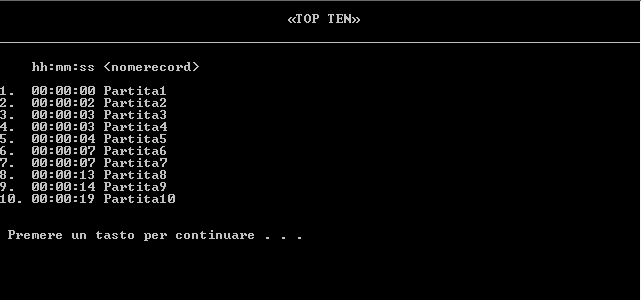 «TOP TEN»
hh:mm:ss <nomerecord>
1. 00:00:00 Partita1
2. 00:00:02 Partita2
3. 00:00:03 Partita3
4. 00:00:03 Partita4
5. 00:00:04 Partita5
6. 00:00:07 Partita6
7. 00:00:07 Partita7
8. 00:00:13 Partita8
9. 00:00:14 Partita9
10. 00:00:19 Partita10
Premere un tasto per continuare . . .